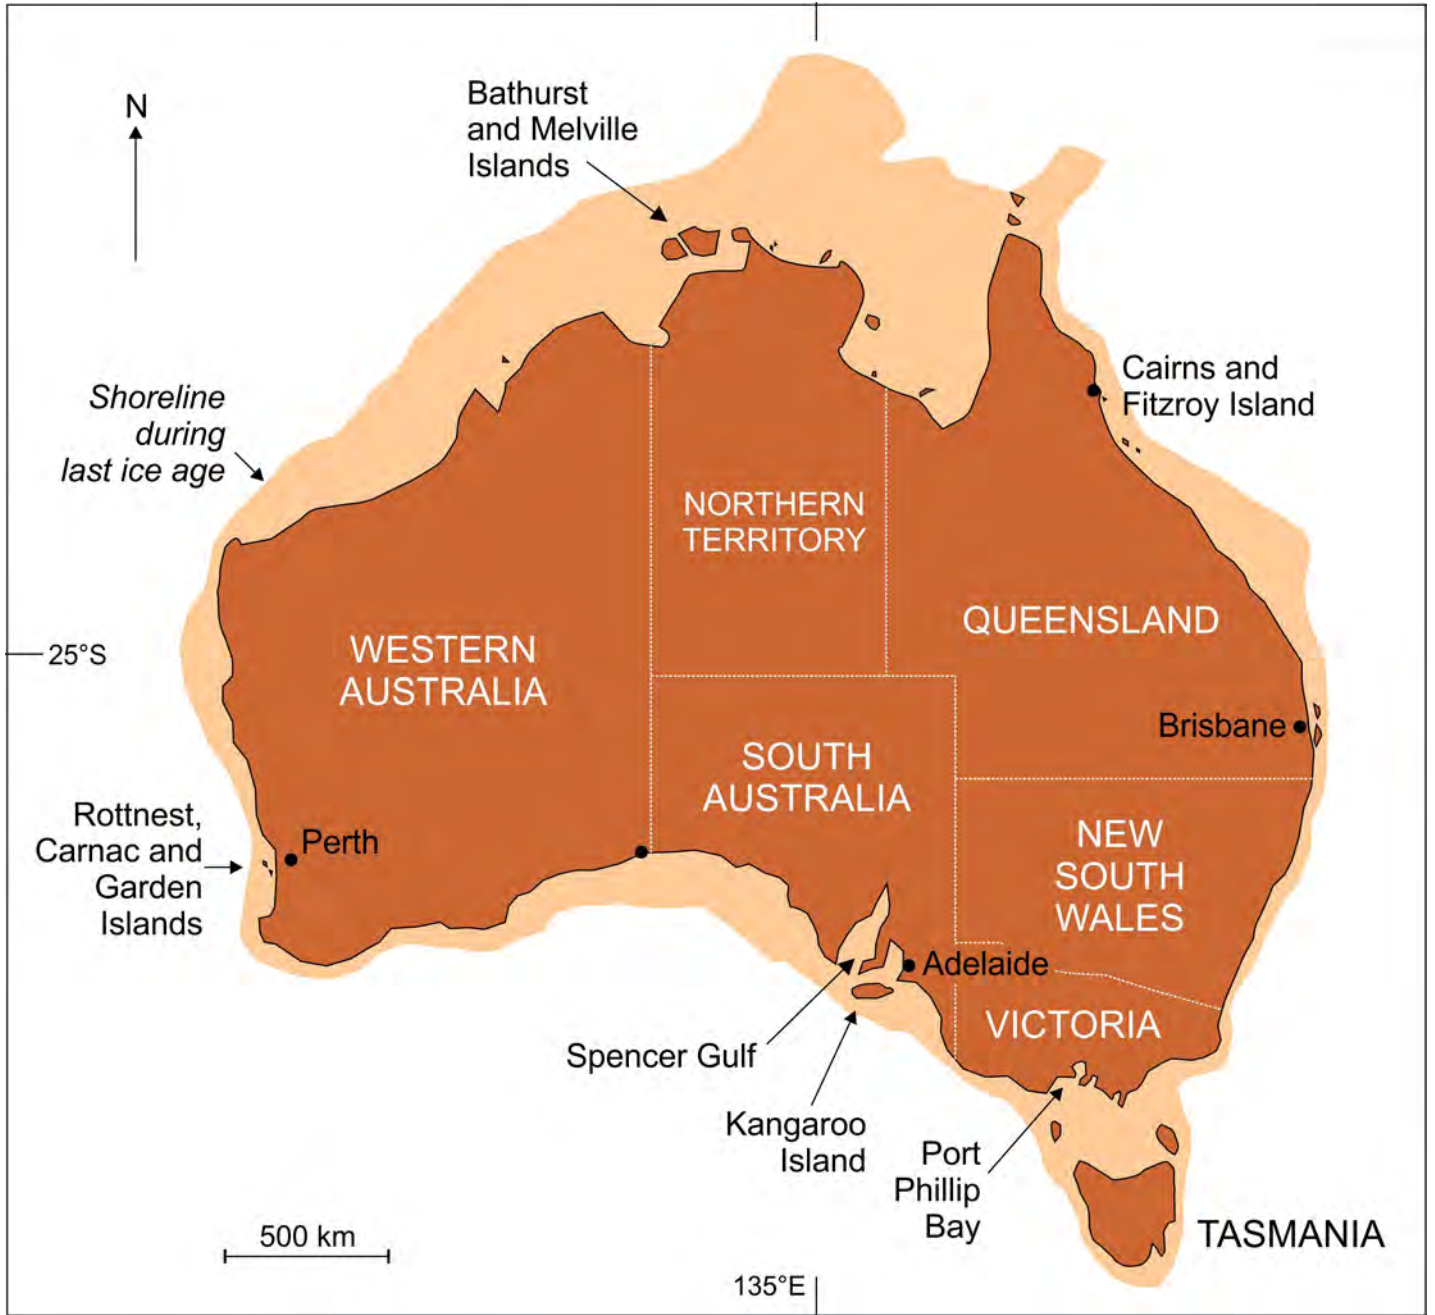 N
Bathurst
and Melville
Islands
Shoreline
during
last ice age
Cairns and
Fitzroy Island
NORTHERN
TERRITORY
QUEENSLAND
WESTERN
AUSTRALIA
25°S
SOUTH
AUSTRALIA
Brisbane
Rottnest,
Carnac and
Garden
Islands
Perth
NEW
SOUTH
WALES
Adelaide
VICTORIA
Spencer Gulf
Kangaroo
Island
Port
Phillip
Bay
TASMANIA
500 km
135°E